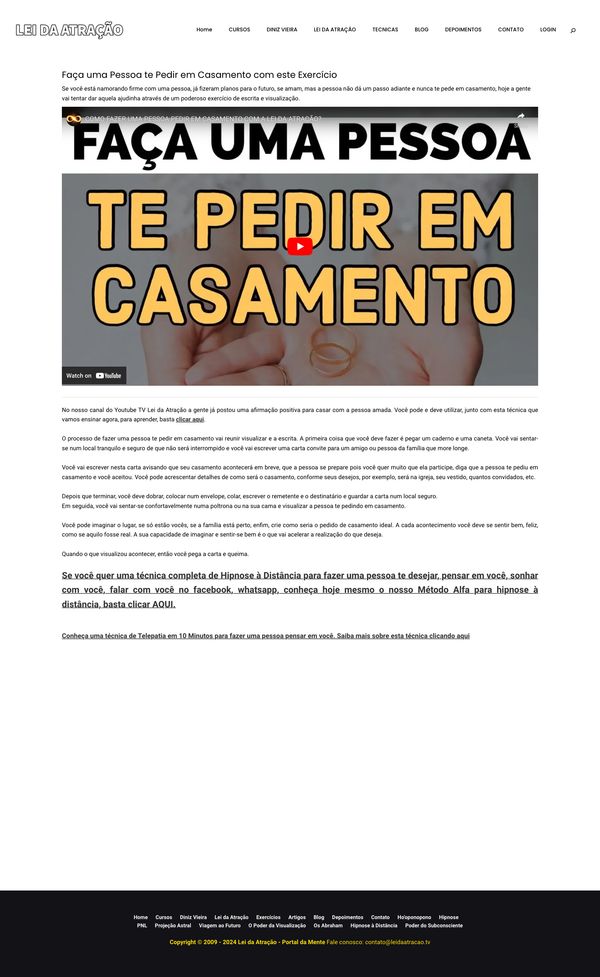 LEI DA ATRAÇÃO
Home CURSOS DINIZ VIEIRA LEI DA ATRAÇÃO TECNICAS BLOG DEPOIMENTOS CONTATO LOGIN
Faça uma Pessoa te Pedir em Casamento com este Exercício
Se você está namorando firme com uma pessoa, já fizeram planos para o futuro, se amam, mas a pessoa não dá um passo adiante e nunca te pede em casamento, hoje a gente
vai tentar dar aquela ajudinha através de um poderoso exercício de escrita e visualização.
COMO FAZER UMA PESSOA PEDIR EM CASAMENTO COM A LEI DA ATRAÇÃO?
FAÇA UMA PESSOA
TE PEDIR EM
CASAMENTO
Watch on YouTube
No nosso canal do Youtube TV Lei da Atração a gente já postou uma afirmação positiva para casar com a pessoa amada. Você pode e deve utilizar, junto com esta técnica que
vamos ensinar agora, para aprender, basta clicar aqui.
O processo de fazer uma pessoa te pedir em casamento vai reunir visualizar e a escrita. A primeira coisa que você deve fazer é pegar um caderno e uma caneta. Você vai sentar-
se num local tranquilo e seguro de que não será interrompido e você vai escrever uma carta convite para um amigo ou pessoa da família que more longe.
Você vai escrever nesta carta avisando que seu casamento acontecerá em breve, que a pessoa se prepare pois você quer muito que ela participe, diga que a pessoa te pediu em
casamento e você aceitou. Você pode acrescentar detalhes de como será o casamento, conforme seus desejos, por exemplo, será na igreja, seu vestido, quantos convidados, etc.
Depois que terminar, você deve dobrar, colocar num envelope, colar, escrever o remetente e o destinatário e guardar a carta num local seguro.
Em seguida, você vai sentar-se confortavelmente numa poltrona ou na sua cama e visualizar a pessoa te pedindo em casamento.
Você pode imaginar o lugar, se só estão vocês, se a família está perto, enfim, crie como seria o pedido de casamento ideal. A cada acontecimento você deve se sentir bem, feliz,
como se aquilo fosse real. A sua capacidade de imaginar e sentir-se bem é o que vai acelerar a realização do que deseja.
Quando o que visualizou acontecer, então você pega a carta e queima.
Se você quer uma técnica completa de Hipnose à Distância para fazer uma pessoa te desejar, pensar em você, sonhar
com você, falar com você no facebook, whatsapp, conheça hoje mesmo o nosso Método Alfa para hipnose à
distância, basta clicar AQUI.
Conheça uma técnica de Telepatia em 10 Minutos para fazer uma pessoa pensar em você. Saiba mais sobre esta técnica clicando aqui
Home Cursos Diniz Vieira Lei da Atração Exercícios Artigos Blog Depoimentos Contato Ho'oponopono Hipnose
PNL Projeção Astral Viagem ao Futuro O Poder da Visualização Os Abraham Hipnose à Distância Poder do Subconsciente
Copyright © 2009 - 2024 Lei da Atração - Portal da Mente Fale conosco: contato@leidaatracao.tv